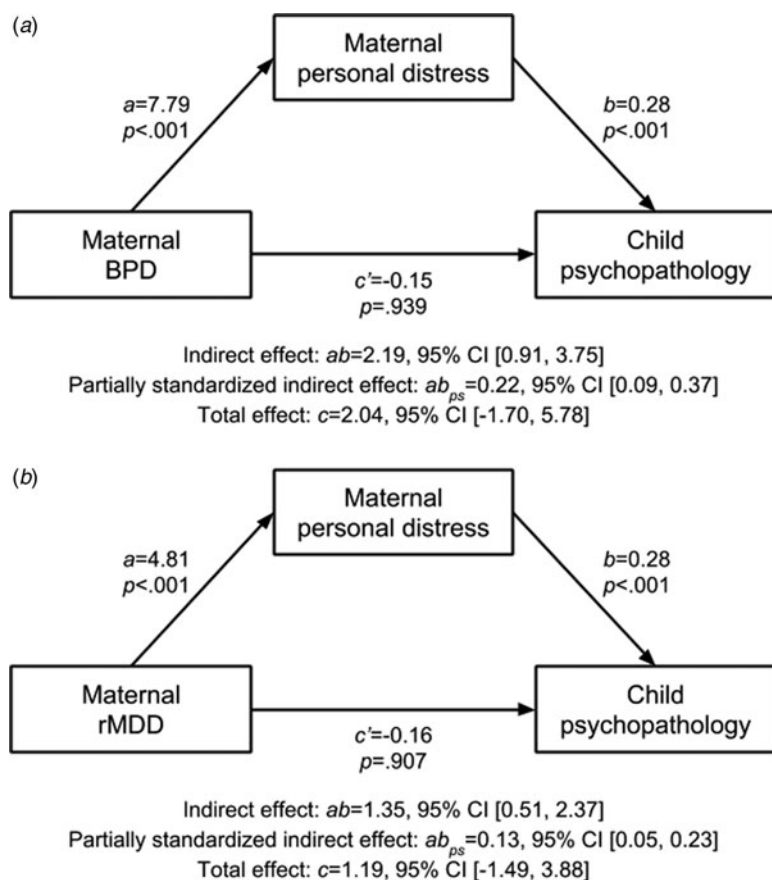 (a)
Maternal
personal distress
a=7.79
p<.001
b=0.28
p<.001
Maternal
BPD
Child
psychopathology
c’=-0.15
p=.939
Indirect effect: ab=2.19, 95% CI [0.91, 3.75]
Partially standardized indirect effect: ab_ps=0.22, 95% CI [0.09, 0.37]
Total effect: c=2.04, 95% CI [-1.70, 5.78]
(b)
Maternal
personal distress
a=4.81
p<.001
b=0.28
p<.001
Maternal
rMDD
Child
psychopathology
c’=-0.16
p=.907
Indirect effect: ab=1.35, 95% CI [0.51, 2.37]
Partially standardized indirect effect: ab_ps=0.13, 95% CI [0.05, 0.23]
Total effect: c=1.19, 95% CI [-1.49, 3.88]